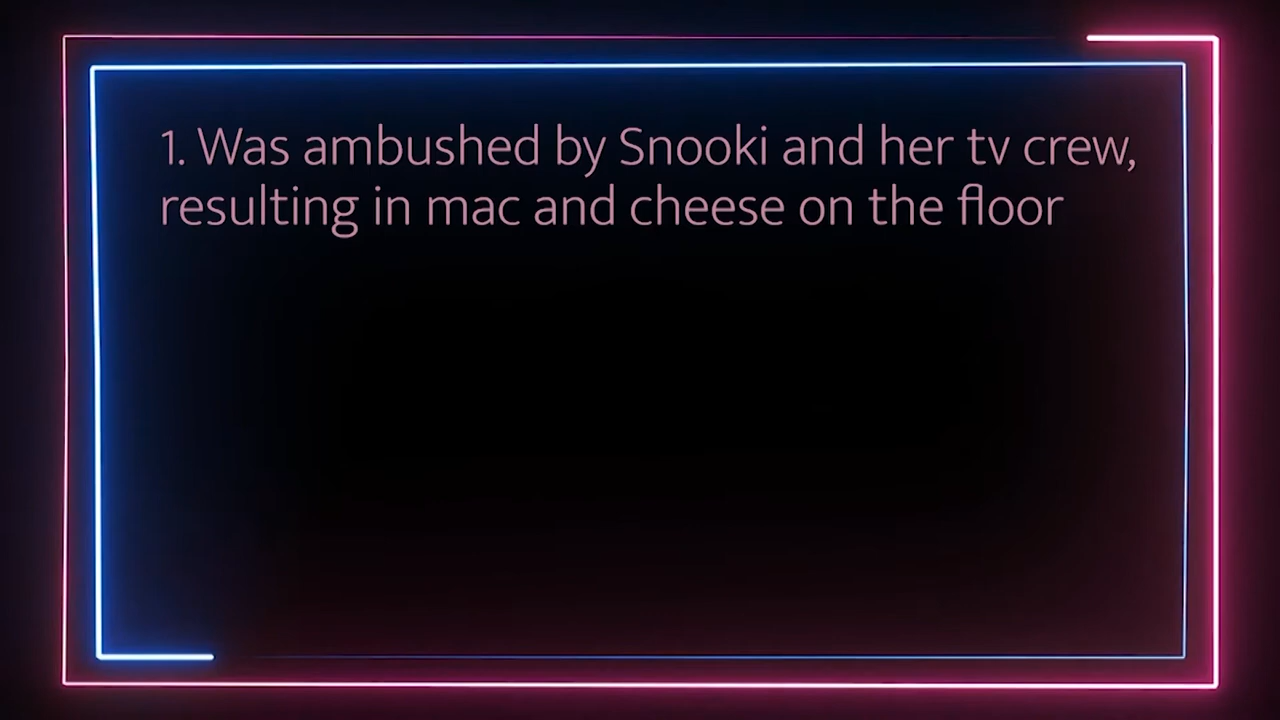 1. Was ambushed by Snooki and her tv crew,
resulting in mac and cheese on the floor